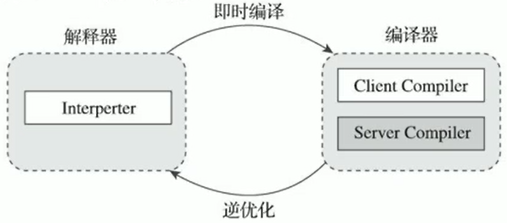 即时编译
解释器
编译器
Interperter
Client Compiler
Server Compiler
逆优化